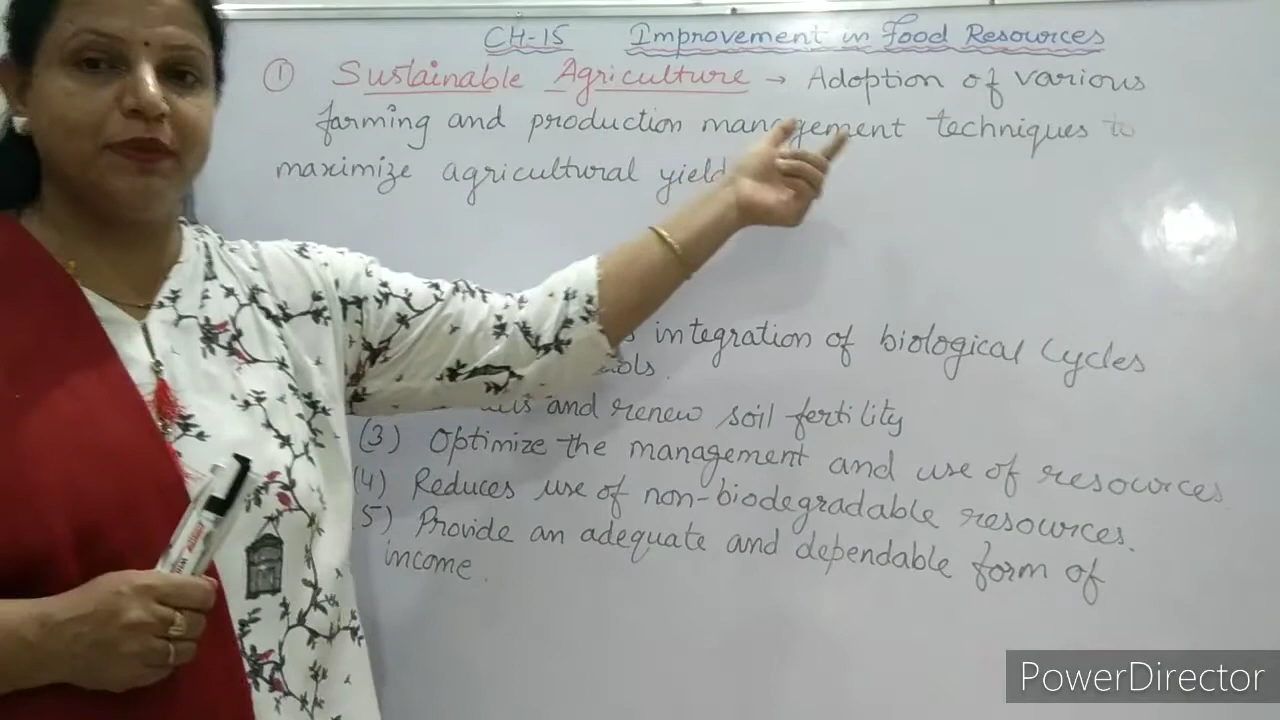 CH-15 Improvement in Food Resources
① Sustainable Agriculture → Adoption of various
farming and production management techniques to
maximize agricultural yield
integration of biological cycles
and renew soil fertility
(3) Optimize the management and use of resources
(4) Reduces use of non-biodegradable resources.
5) Provide an adequate and dependable form of
income.
PowerDirector